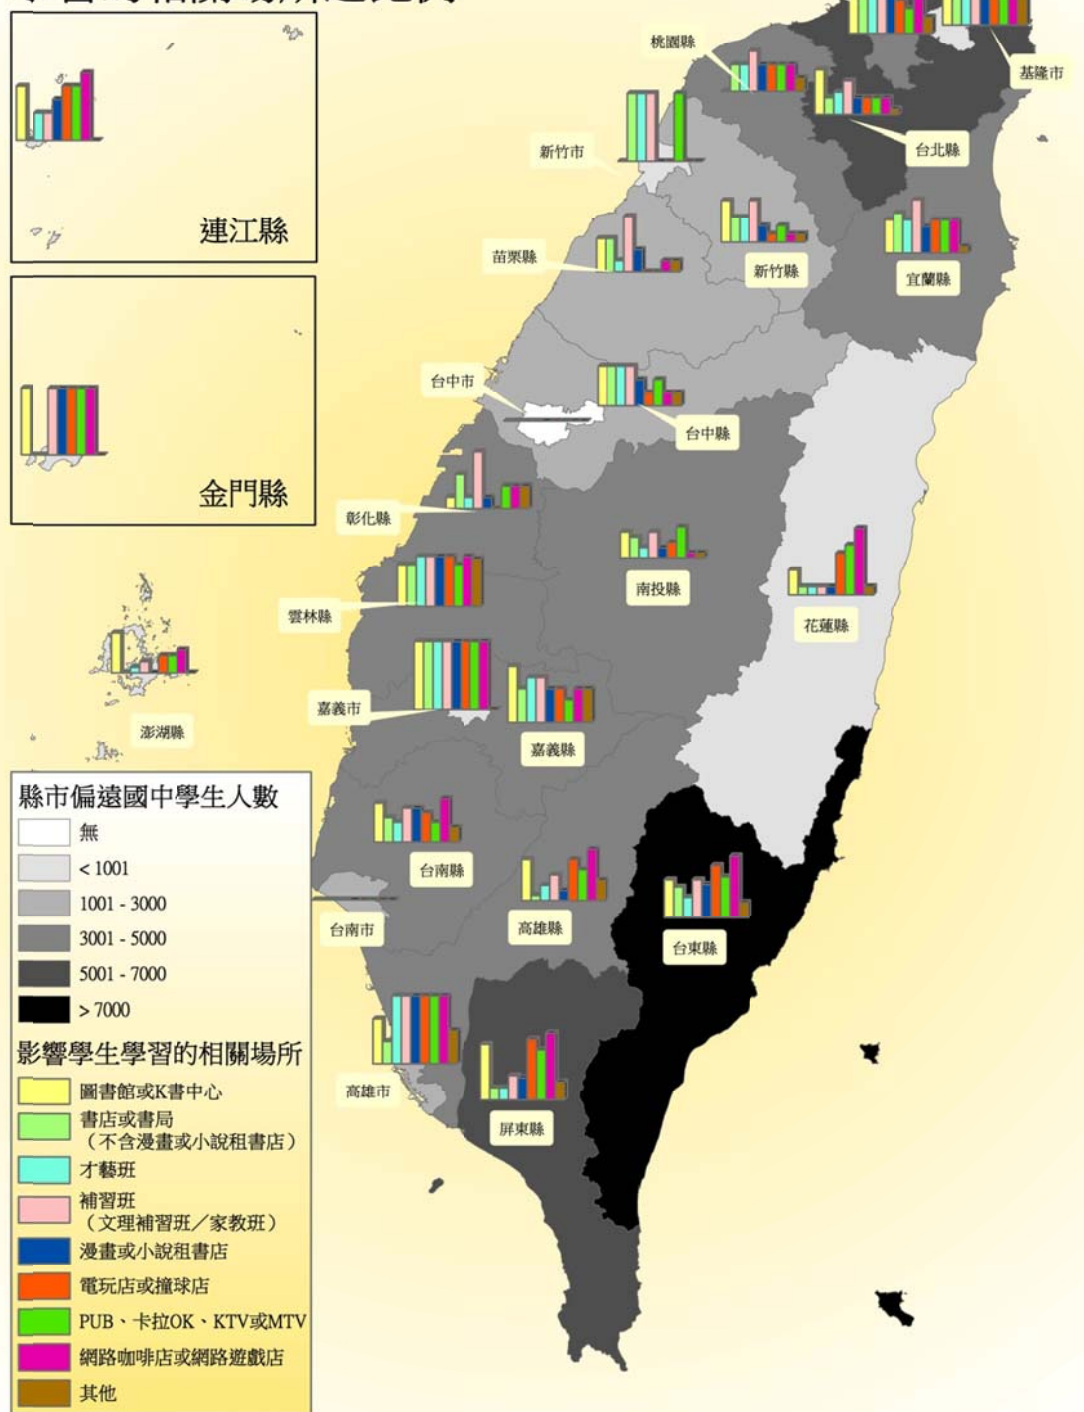 連江縣
金門縣
桃園縣
基隆市
新竹市
台北縣
苗栗縣
新竹縣
宜蘭縣
台中市
台中縣
彰化縣
南投縣
雲林縣
花蓮縣
嘉義市
澎湖縣
嘉義縣
台南縣
台南市
高雄縣
台東縣
高雄市
屏東縣
縣市偏遠國中學生人數
無
< 1001
1001 - 3000
3001 - 5000
5001 - 7000
> 7000
影響學生學習的相關場所
圖書館或K書中心
書店或書局
（不含漫畫或小說租書店）
才藝班
補習班
（文理補習班／家教班）
漫畫或小說租書店
電玩店或撞球店
PUB、卡拉OK、KTV或MTV
網路咖啡店或網路遊戲店
其他